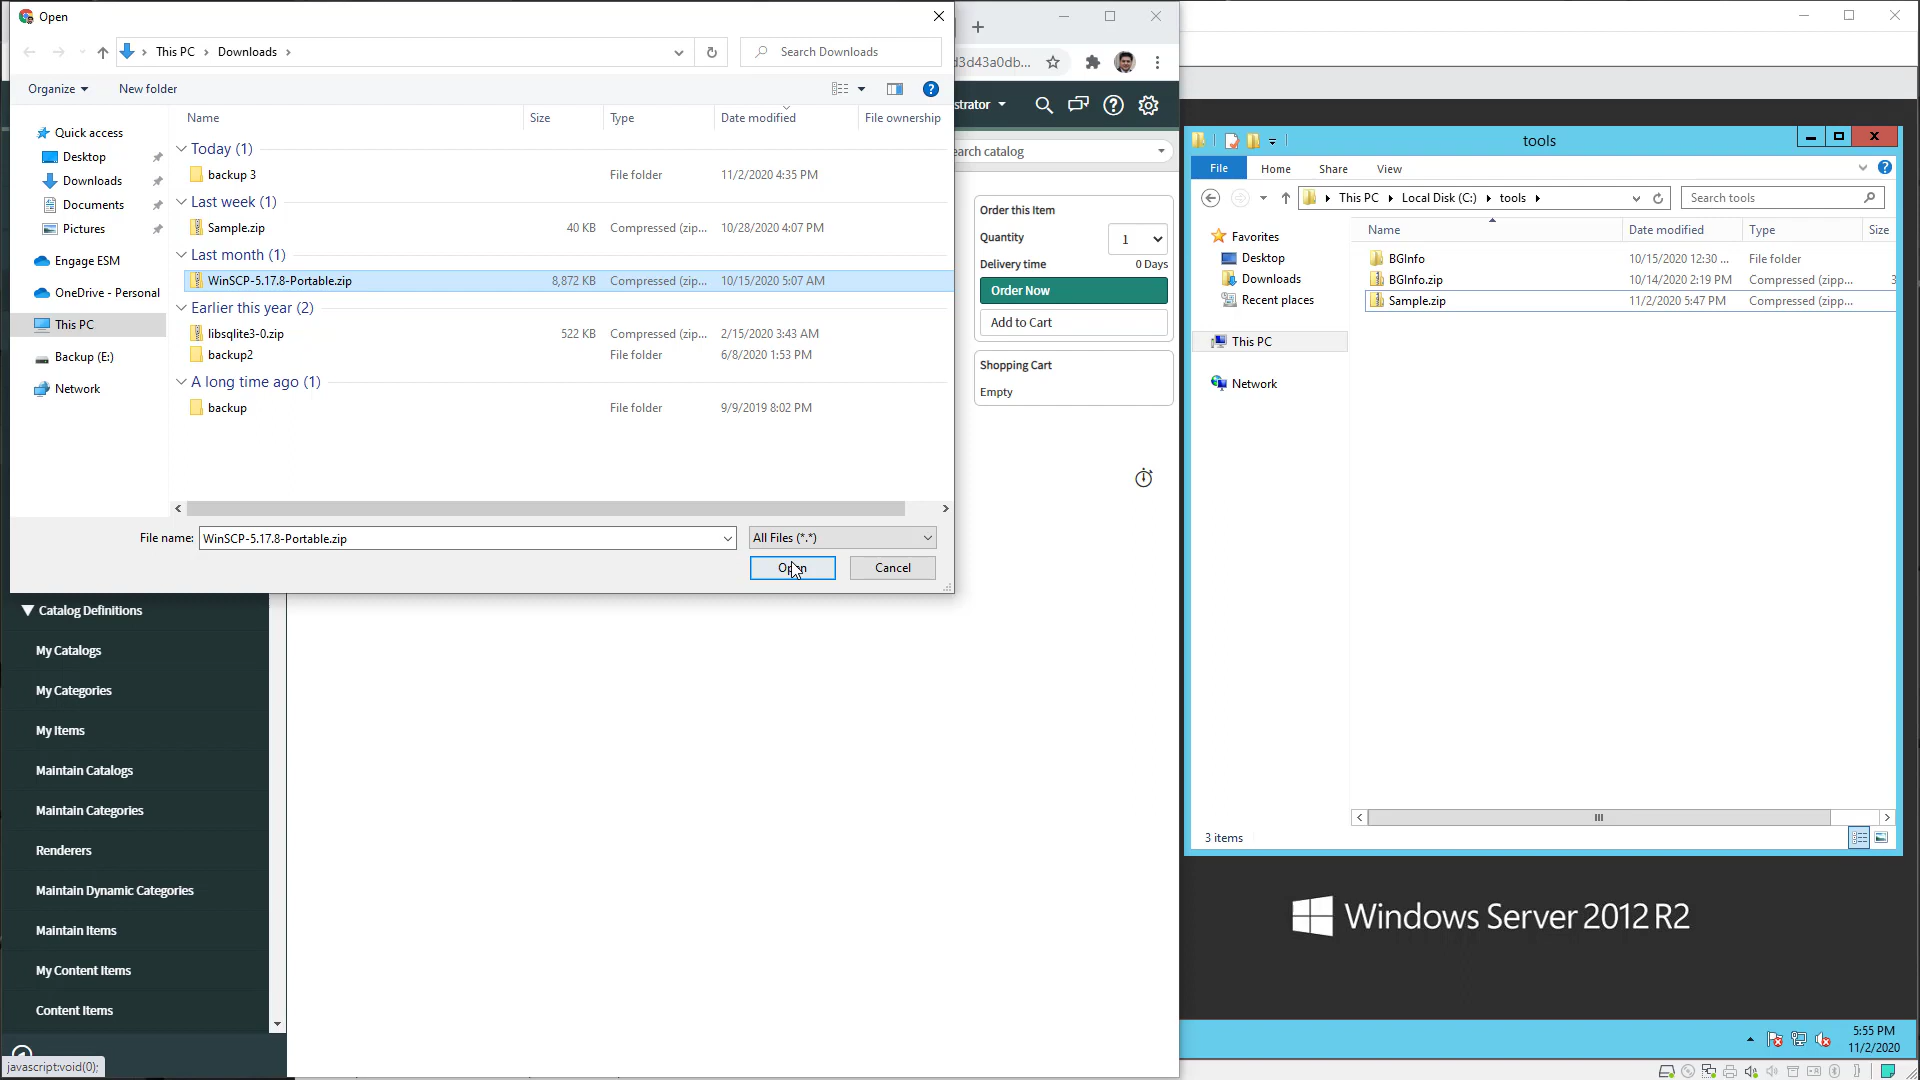 Open
This PC
Downloads
Search Downloads
Organize
New folder
Name
Size
Type
Date modified
File ownership
Quick access
Desktop
Downloads
Documents
Pictures
Engage ESM
OneDrive - Personal
This PC
Backup (E:)
Network
Today (1)
backup 3 File folder 11/2/2020 4:35 PM
Last week (1)
Sample.zip 40 KB Compressed (zip... 10/28/2020 4:07 PM
Last month (1)
WinSCP-5.17.8-Portable.zip 8,872 KB Compressed (zip... 10/15/2020 5:07 AM
Earlier this year (2)
libsqlite3-0.zip 522 KB Compressed (zip... 2/15/2020 3:43 AM
backup2 File folder 6/8/2020 1:53 PM
A long time ago (1)
backup File folder 9/9/2019 8:02 PM
File name: WinSCP-5.17.8-Portable.zip
All Files (*.*)
Open
Cancel
Catalog Definitions
My Catalogs
My Categories
My Items
Maintain Catalogs
Maintain Categories
Renderers
Maintain Dynamic Categories
Maintain Items
My Content Items
Content Items
javascript:void(0);
d3d43a0db...
strator
earch catalog
Order this Item
Quantity 1
Delivery time 0 Days
Order Now
Add to Cart
Shopping Cart
Empty
tools
File
Home
Share
View
This PC
Local Disk (C:)
tools
Search tools
Name
Date modified
Type
Size
Favorites
Desktop
Downloads
Recent places
This PC
Network
BGInfo 10/15/2020 12:30 ... File folder
BGInfo.zip 10/14/2020 2:19 PM Compressed (zipp... 3
Sample.zip 11/2/2020 5:47 PM Compressed (zipp...
3 items
Windows Server 2012 R2
5:55 PM
11/2/2020